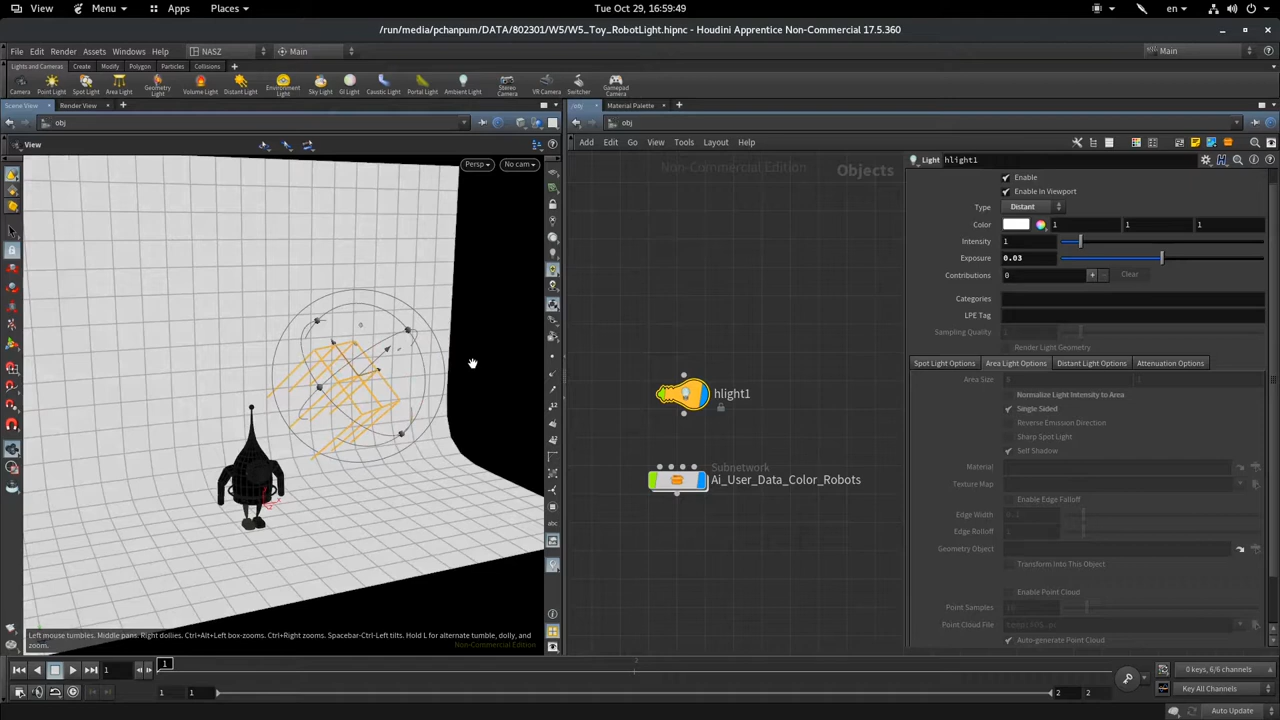 View Menu Apps Places Tue Oct 29, 16:59:49 en
/run/media/pchanpum/DATA/802301/W5/W5_Toy_RobotLight.hipnc - Houdini Apprentice Non-Commercial 17.5.360
File Edit Render Assets Windows Help NASZ Main Main
Lights and Cameras Create Modify Polygon Particles Collisions
Camera Point Light Spot Light Area Light Geometry Light Volume Light Distant Light Environment Light Sky Light GI Light Caustic Light Portal Light Ambient Light Stereo Camera VR Camera Switcher Gamepad Camera
Scene View Render View /obj Material Palette
obj obj
View Add Edit Go View Tools Layout Help
Persp No cam Non-Commercial Edition Objects Light hlight1
Enable
Enable In Viewport
Type Distant
Color 1 1 1
Intensity 1
Exposure 0.03
Contributions 0 Clear
Categories
LPE Tag
Sampling Quality 1
Render Light Geometry
Spot Light Options Area Light Options Distant Light Options Attenuation Options
Area Size 1
Normalize Light Intensity to Area
hlight1
Single Sided
Reverse Emission Direction
Sharp Spot Light
Self Shadow
Subnetwork
Material
Ai_User_Data_Color_Robots
Texture Map
Enable Edge Falloff
Edge Width 0.1
Edge Rolloff 1
Geometry Object
Transform Into This Object
Enable Point Cloud
Point Samples 10
Point Cloud File
Auto-generate Point Cloud
abc
Left mouse tumbles. Middle pans. Right dollies. Ctrl+Alt+Left box-zooms. Ctrl+Right zooms. Spacebar-Ctrl-Left tilts. Hold L for alternate tumble, dolly, and
zoom. Non-Commercial Edition
1 1 2 0 keys, 6/6 channels
1 1 2 2 Key All Channels
Auto Update